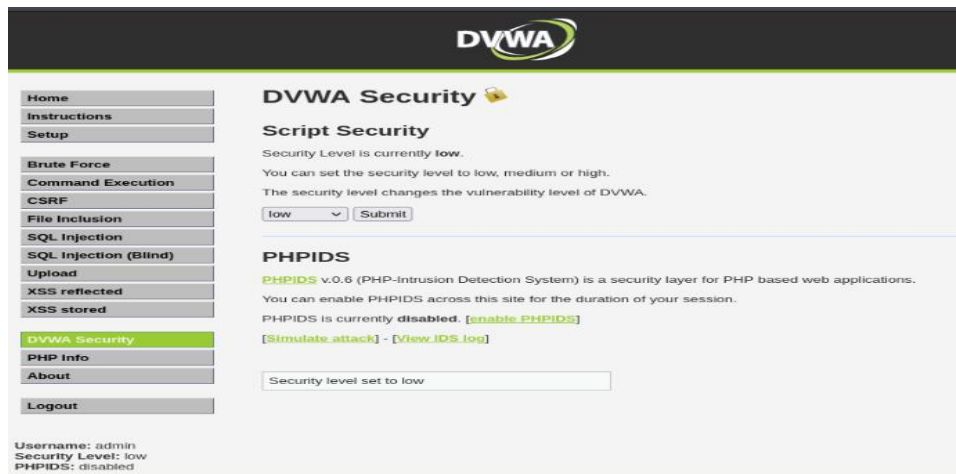 DVWA
Home
Instructions
Setup
Brute Force
Command Execution
CSRF
File Inclusion
SQL Injection
SQL Injection (Blind)
Upload
XSS reflected
XSS stored
DVWA Security
PHP Info
About
Logout
Username: admin
Security Level: low
PHPIDS: disabled
DVWA Security
Script Security
Security Level is currently low.
You can set the security level to low, medium or high.
The security level changes the vulnerability level of DVWA.
low Submit
PHPIDS
PHPIDS v.0.6 (PHP-Intrusion Detection System) is a security layer for PHP based web applications.
You can enable PHPIDS across this site for the duration of your session.
PHPIDS is currently disabled. [enable PHPIDS]
[Simulate attack] - [View IDS log]
Security level set to low